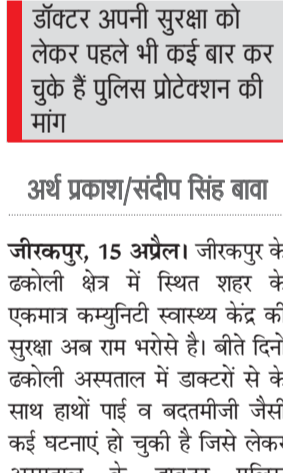 डॉक्टर अपनी सुरक्षा को
लेकर पहले भी कई बार कर
चुके हैं पुलिस प्रोटेक्शन की
मांग
अर्थ प्रकाश/संदीप सिंह बावा
जीरकपुर, 15 अप्रैल। जीरकपुर के
ढकोली क्षेत्र में स्थित शहर के
एकमात्र कम्युनिटी स्वास्थ्य केंद्र की
सुरक्षा अब राम भरोसे है। बीते दिनो
ढकोली अस्पताल में डाक्टरों से के
साथ हाथों पाई व बदतमीजी जैसी
कई घटनाएं हो चुकी है जिसे लेकर